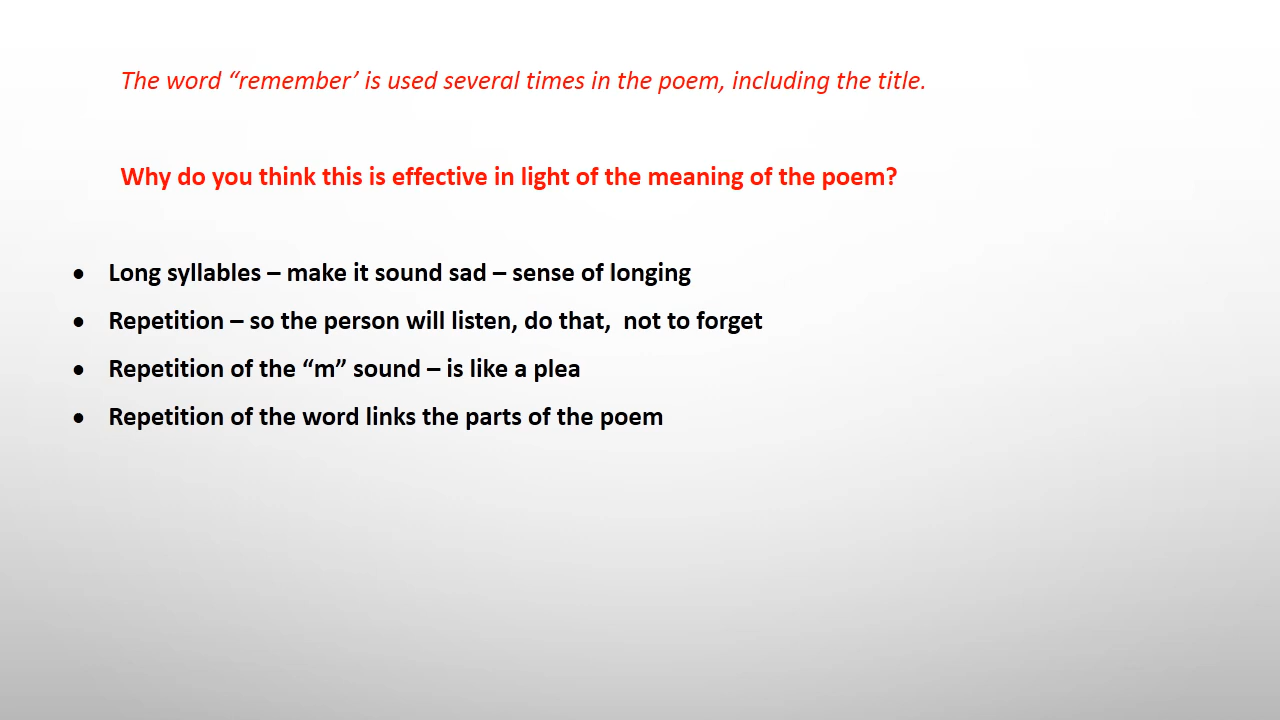 The word “remember’ is used several times in the poem, including the title.
Why do you think this is effective in light of the meaning of the poem?
• Long syllables – make it sound sad – sense of longing
• Repetition – so the person will listen, do that,  not to forget
• Repetition of the “m” sound – is like a plea
• Repetition of the word links the parts of the poem